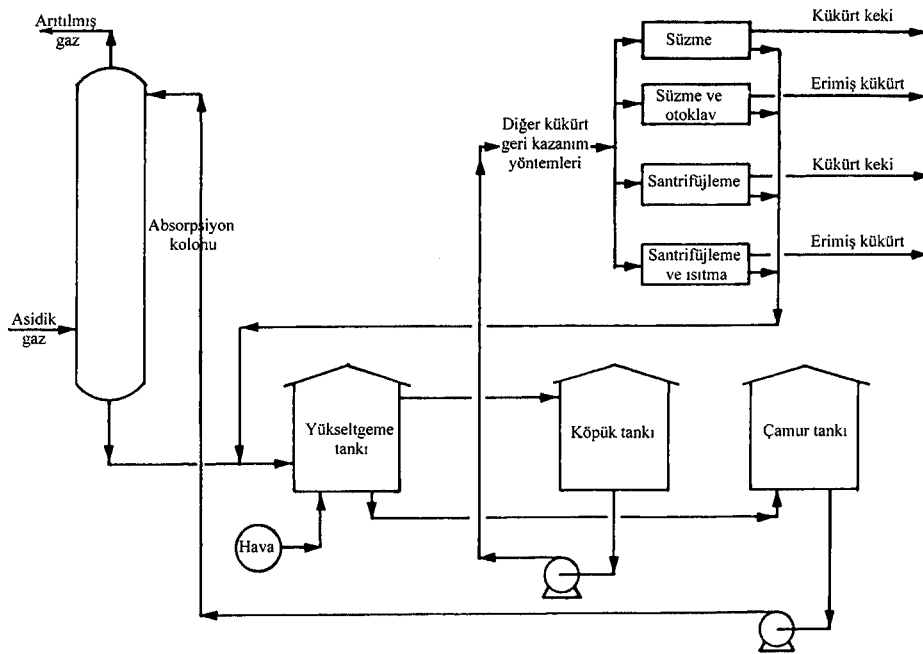 Arıtılmış
gaz
Absorpsiyon
kolonu
Asidik
gaz
Diğer kükürt
geri kazanım
yöntemleri
Süzme
Kükürt keki
Süzme ve
otoklav
Erimiş kükürt
Santrifüjleme
Kükürt keki
Santrifüjleme
ve ısıtma
Erimiş kükürt
Yükseltgeme
tankı
Köpük tankı
Çamur tankı
Hava